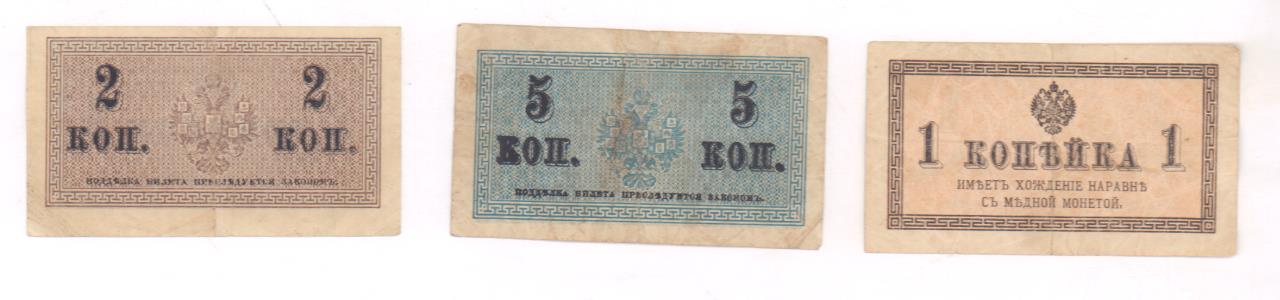 2 2
КОП. КОП.
ПОДДѢЛКА БИЛЕТА ПРЕСЛѢДУЕТСЯ ЗАКОНОМЪ.
5 5
КОП. КОП.
ПОДДѢЛКА БИЛЕТА ПРЕСЛѢДУЕТСЯ ЗАКОНОМЪ.
1 КОПѢЙКА 1
ИМѢЕТЪ ХОЖДЕНІЕ НАРАВНѢ
СЪ МѢДНОЙ МОНЕТОЙ.